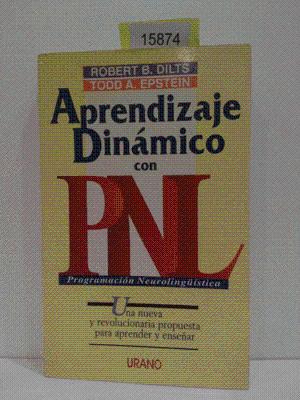 15874
ROBERT B. DILTS
TODD A. EPSTEIN
Aprendizaje
Dinámico
con
PNL
Programación Neurolingüística
Una nueva
y revolucionaria propuesta
para aprender y enseñar
URANO